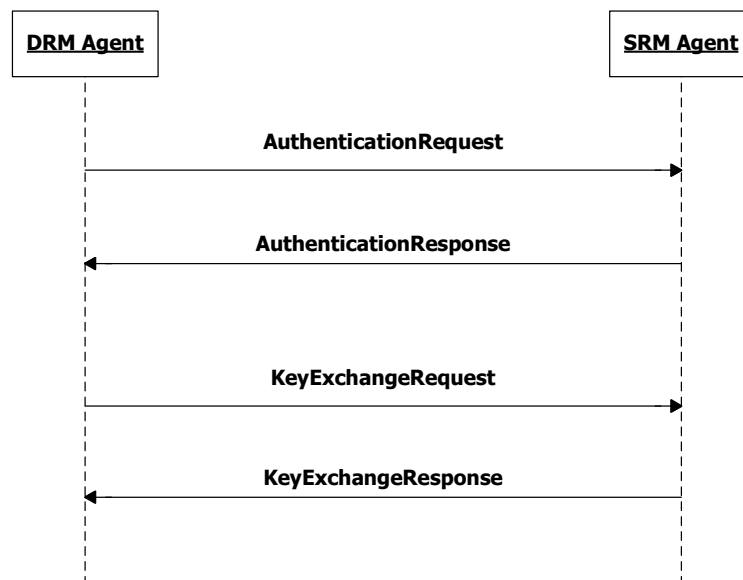 DRM Agent
SRM Agent
AuthenticationRequest
AuthenticationResponse
KeyExchangeRequest
KeyExchangeResponse